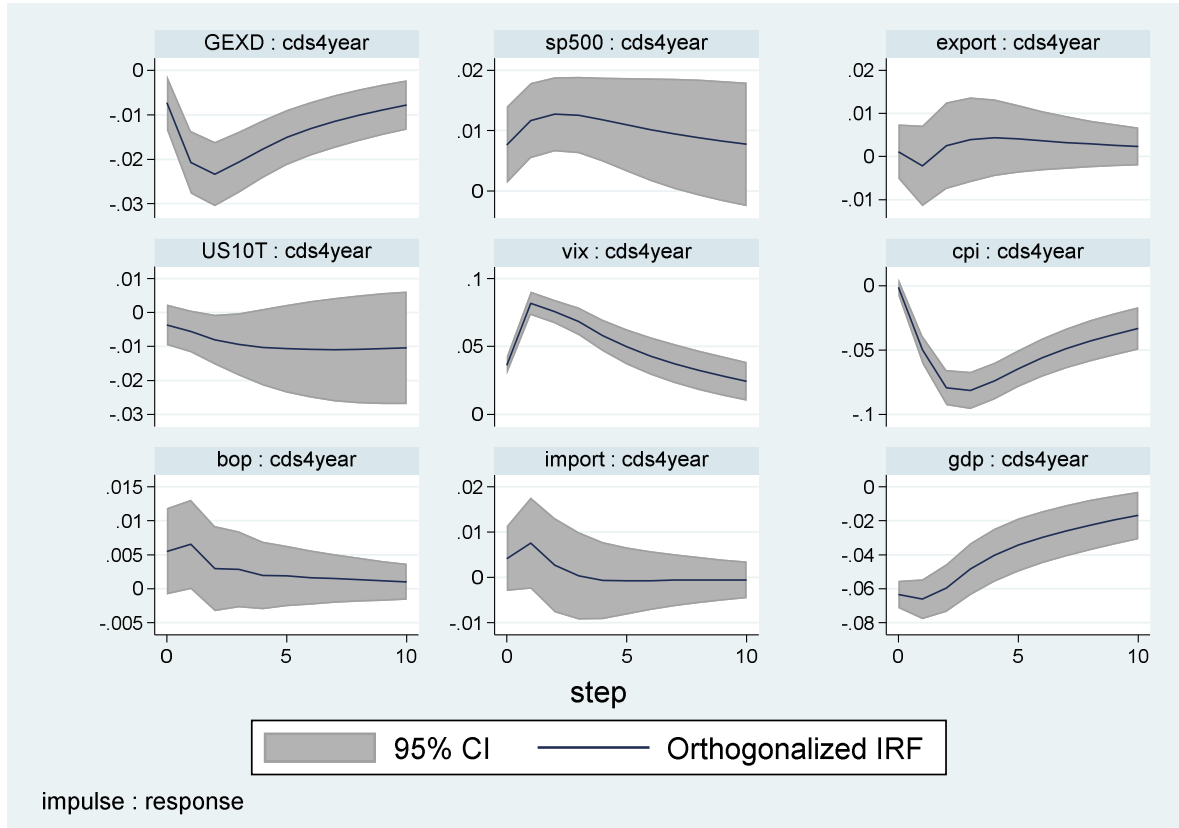 GEXD : cds4year
0
-.01
-.02
-.03
sp500 : cds4year
.02
.01
0
export : cds4year
.02
.01
0
-.01
US10T : cds4year
.01
0
-.01
-.02
-.03
vix : cds4year
.1
.05
0
cpi : cds4year
0
-.05
-.1
bop : cds4year
.015
.01
.005
0
-.005
0 5 10
import : cds4year
.02
.01
0
-.01
0 5 10
gdp : cds4year
0
-.02
-.04
-.06
-.08
0 5 10
step
95% CI Orthogonalized IRF
impulse : response